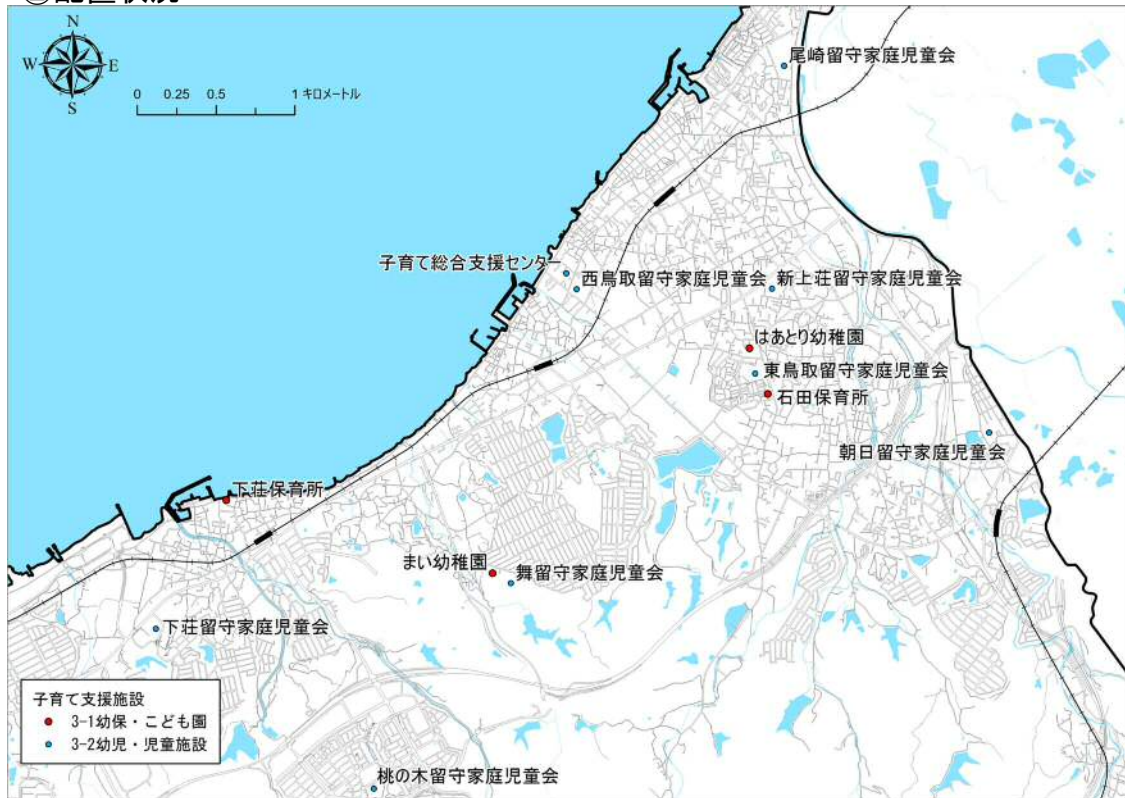 配置状況
N
W E
S
0 0.25 0.5 1 キロメートル
尾崎留守家庭児童会
子育て総合支援センター
西鳥取留守家庭児童会
新上荘留守家庭児童会
はあとり幼稚園
東鳥取留守家庭児童会
石田保育所
朝日留守家庭児童会
下荘保育所
まい幼稚園
舞留守家庭児童会
下荘留守家庭児童会
子育て支援施設
3-1幼保・こども園
3-2幼児・児童施設
桃の木留守家庭児童会